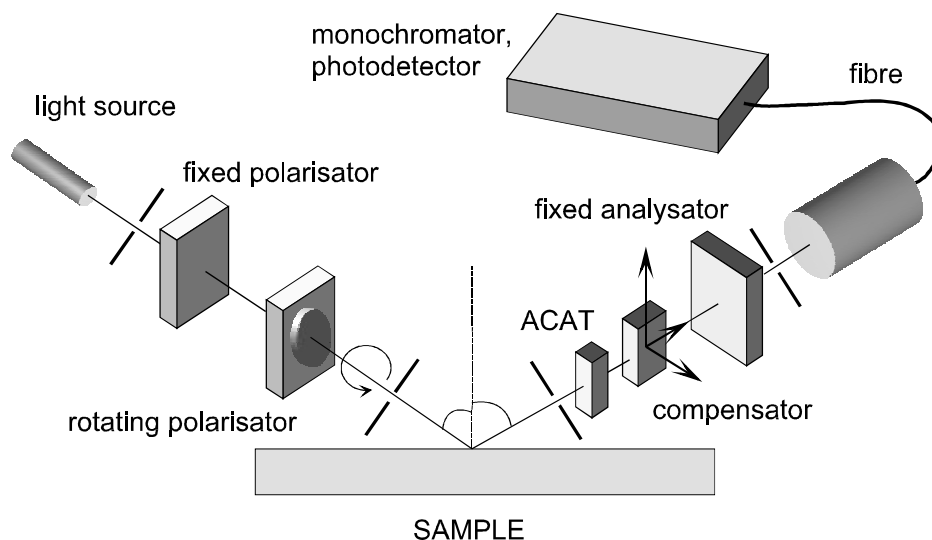 monochromator,
photodetector
fibre
light source
fixed polarisator
fixed analysator
ACAT
rotating polarisator
compensator
SAMPLE